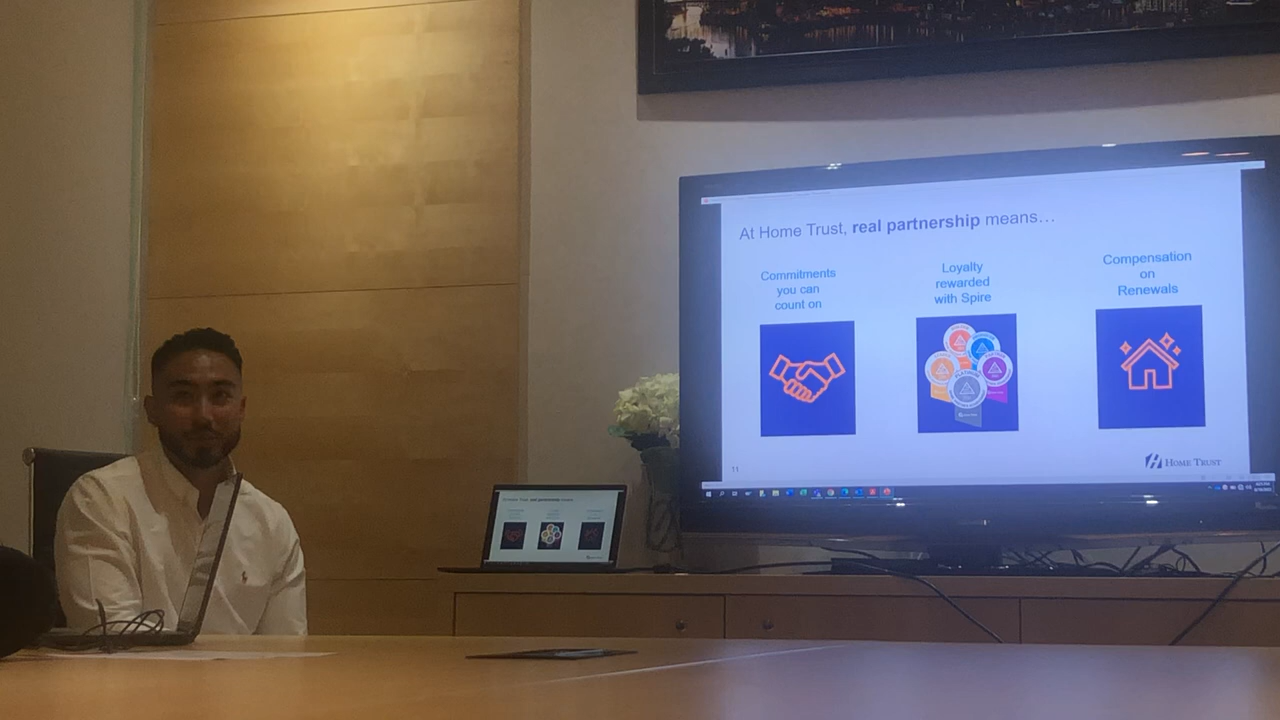 At Home Trust, real partnership means…
Commitments
you can
count on
Loyalty
rewarded
with Spire
Compensation
on
Renewals
PLATINUM
11
HOME TRUST